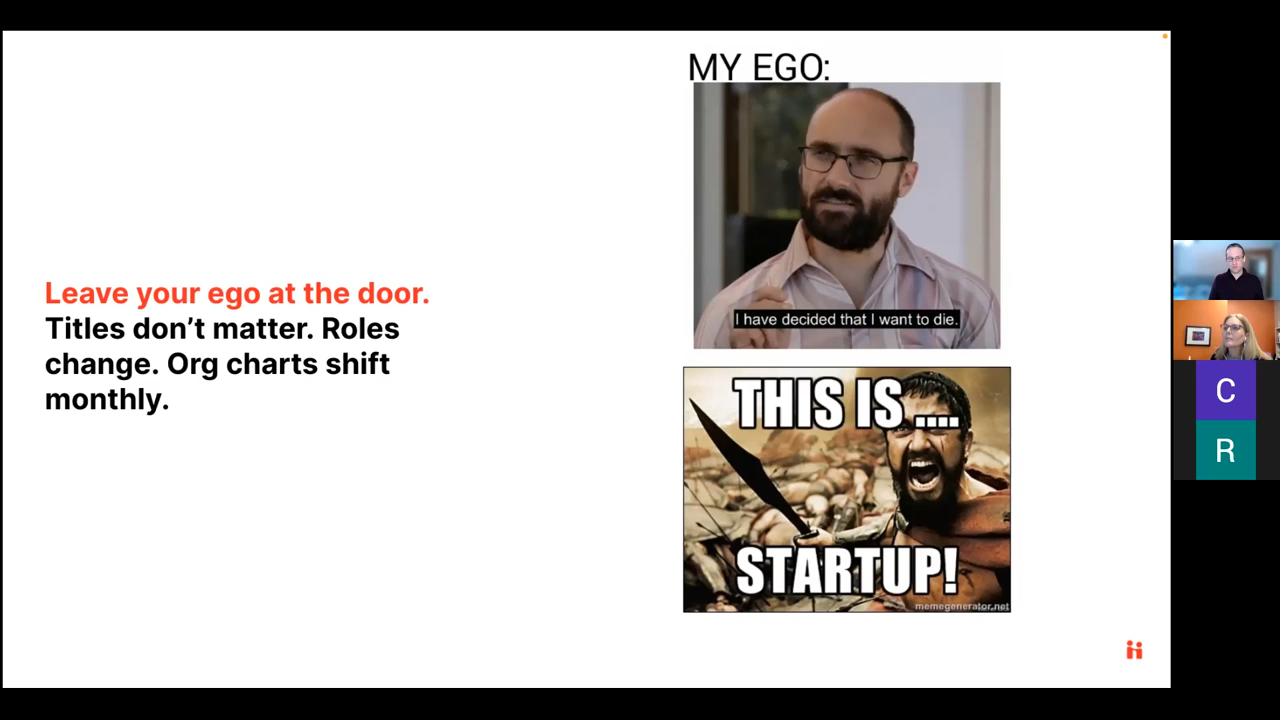 Leave your ego at the door.
Titles don’t matter. Roles
change. Org charts shift
monthly.
MY EGO:
I have decided that I want to die.
THIS IS ....
STARTUP!
memegenerator.net
C
R